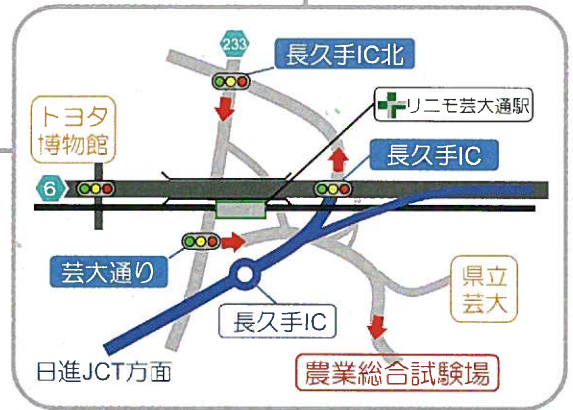 233
長久手IC北
トヨタ
博物館
リニモ芸大通駅
長久手IC
6
芸大通り
県立
芸大
長久手IC
日進JCT方面
農業総合試験場